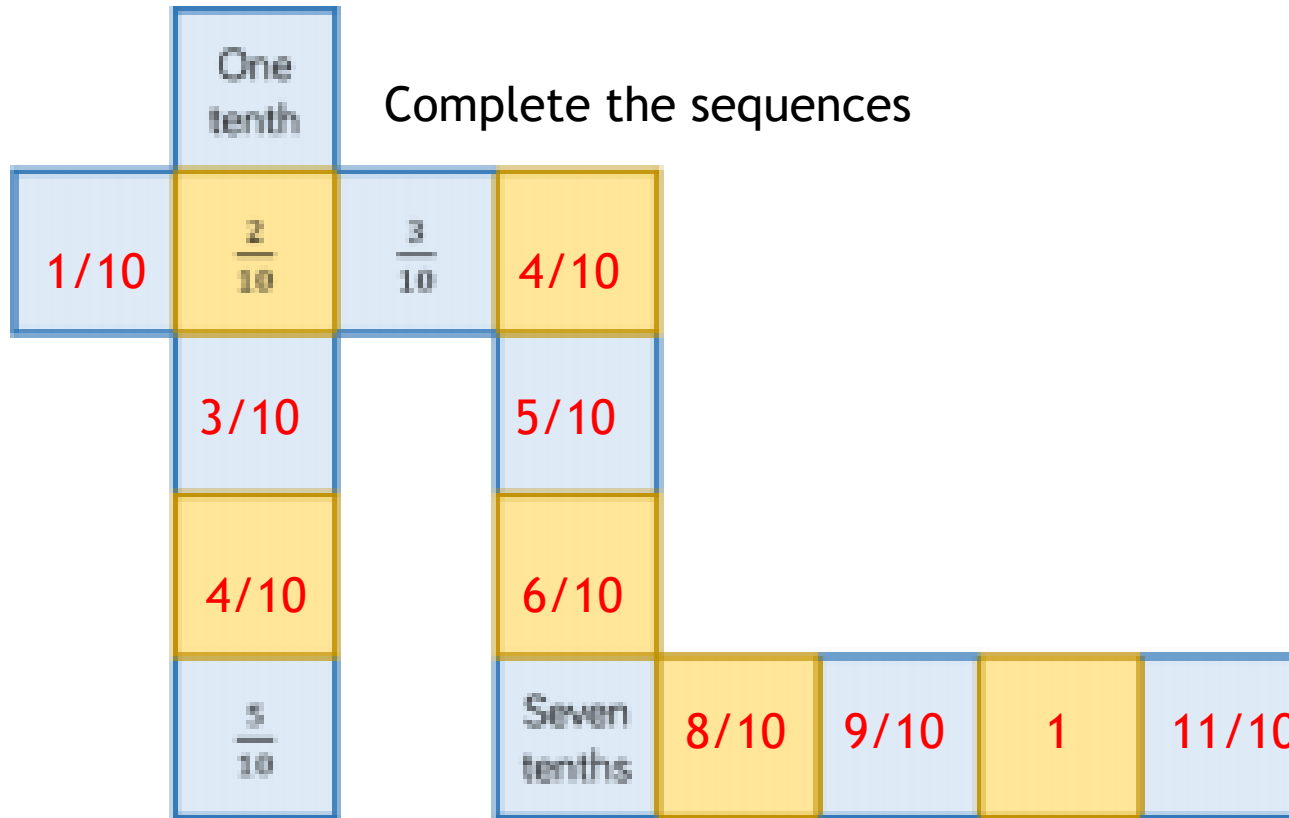 One
tenth
Complete the sequences
1/10 2/10 3/10 4/10
3/10 5/10
4/10 6/10
5/10 Seven
tenths 8/10 9/10 1 11/10